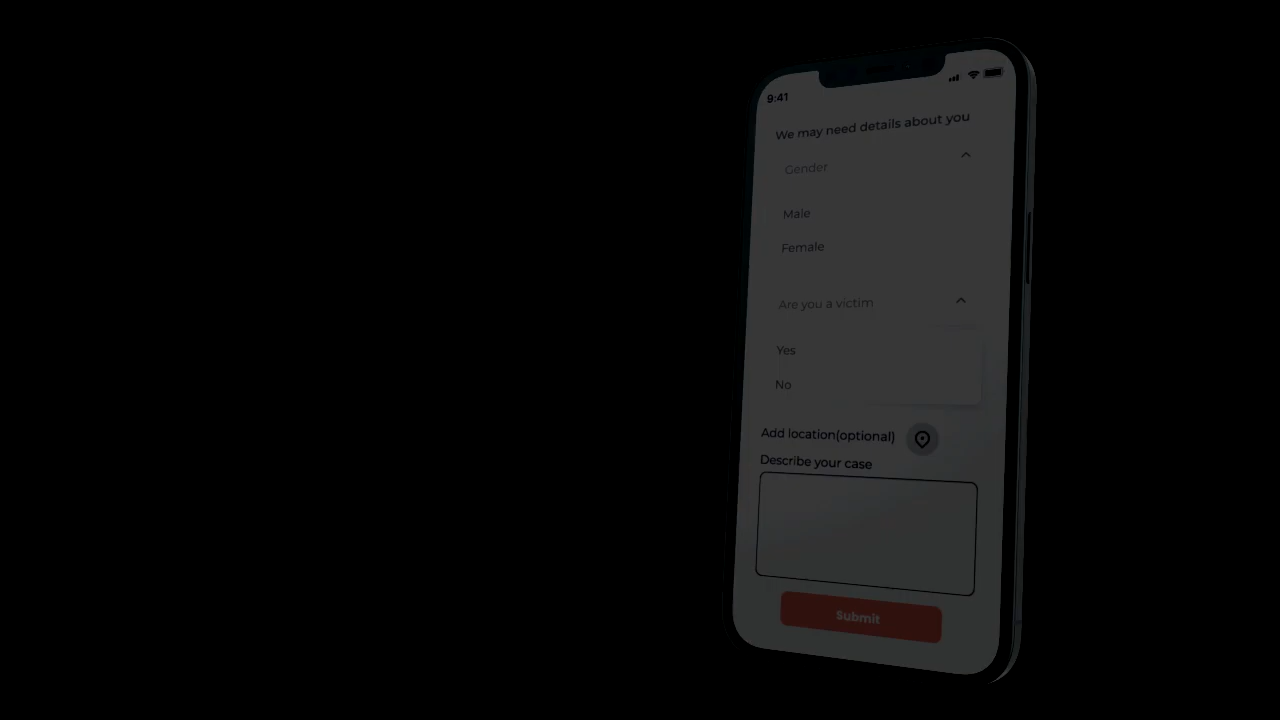 9:41
We may need details about you
Gender
Male
Female
Are you a victim
Yes
No
Add location(optional)
Describe your case
Submit